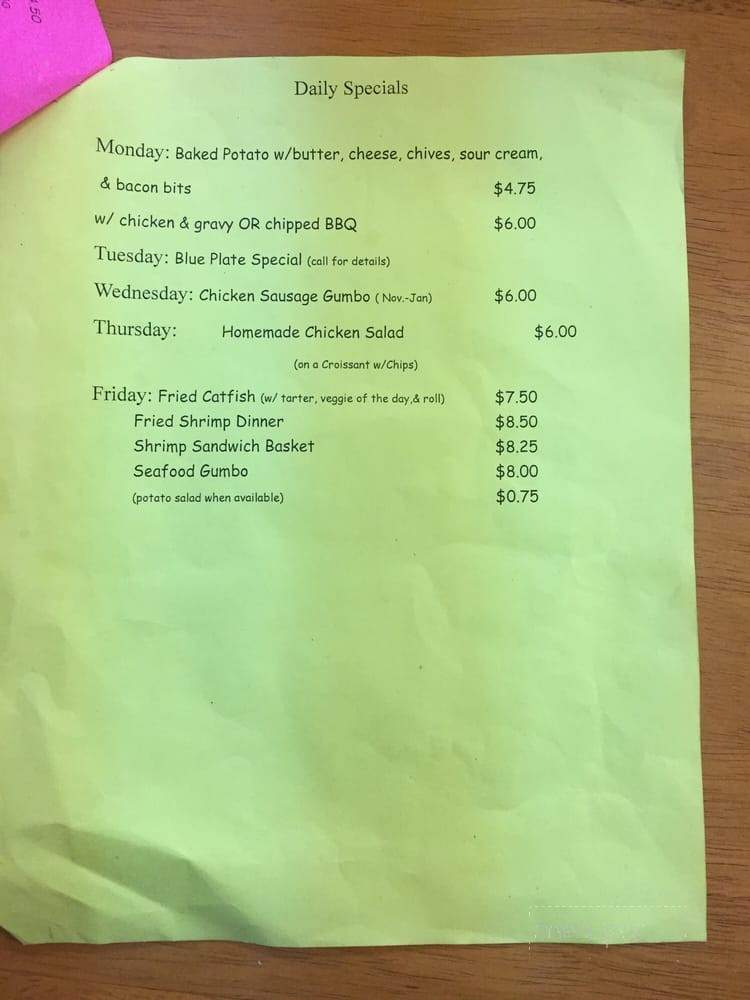 50
Daily Specials
Monday: Baked Potato w/butter, cheese, chives, sour cream,
& bacon bits $4.75
w/ chicken & gravy OR chipped BBQ $6.00
Tuesday: Blue Plate Special (call for details)
Wednesday: Chicken Sausage Gumbo ( Nov.-Jan) $6.00
Thursday: Homemade Chicken Salad $6.00
(on a Croissant w/Chips)
Friday: Fried Catfish (w/ tarter, veggie of the day,& roll) $7.50
Fried Shrimp Dinner $8.50
Shrimp Sandwich Basket $8.25
Seafood Gumbo $8.00
(potato salad when available) $0.75